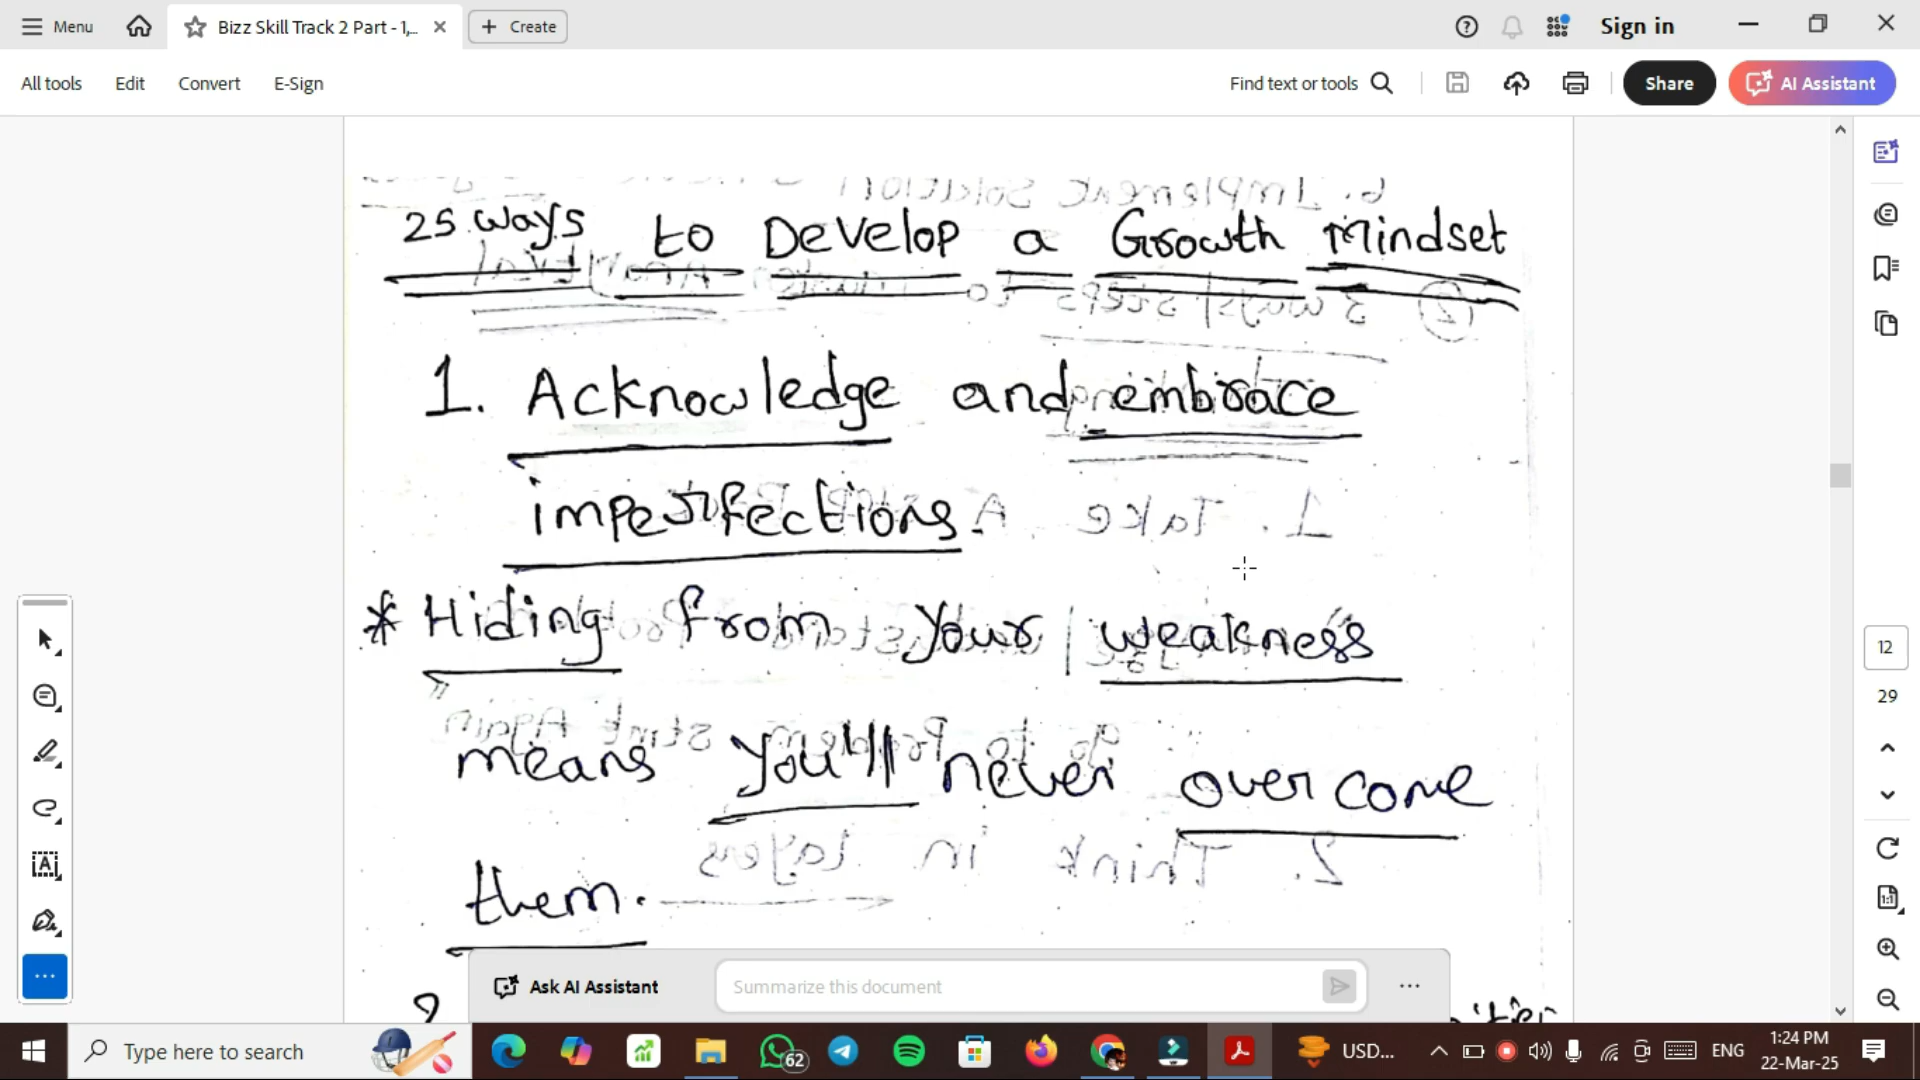 Menu
Bizz Skill Track 2 Part - 1,...
Create
Sign in
All tools
Edit
Convert
E-Sign
Find text or tools
Share
AI Assistant
25 ways to Develop a Growth Mindset
1. Acknowledge and embrace
imperfections.
* Hiding from your weakness
means you'll never overcome
them.
12
29
Ask AI Assistant
Summarize this document
Type here to search
62
USD...
ENG
1:24 PM
22-Mar-25